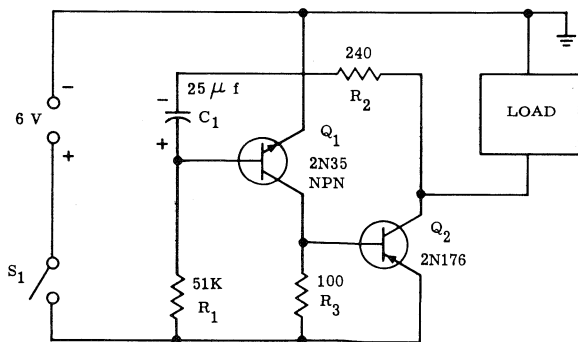 240
R2
25 μ f
−
C1
+
−
6 V
+
Q1
2N35
NPN
LOAD
Q2
2N176
S1
51K
R1
100
R3